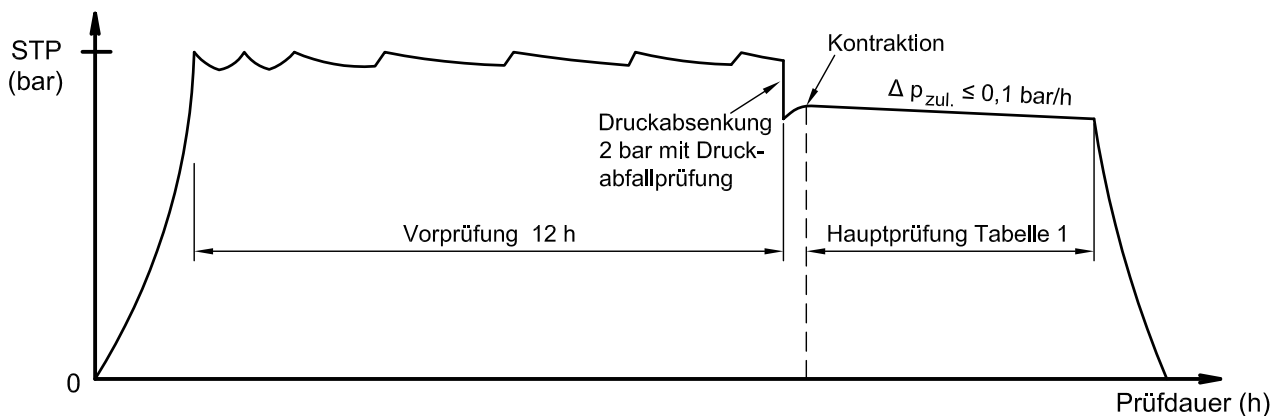 STP
(bar)
Kontraktion
Δ p zul. ≤ 0,1 bar/h
Druckabsenkung
2 bar mit Druck-
abfallprüfung
Vorprüfung 12 h
Hauptprüfung Tabelle 1
0
Prüfdauer (h)